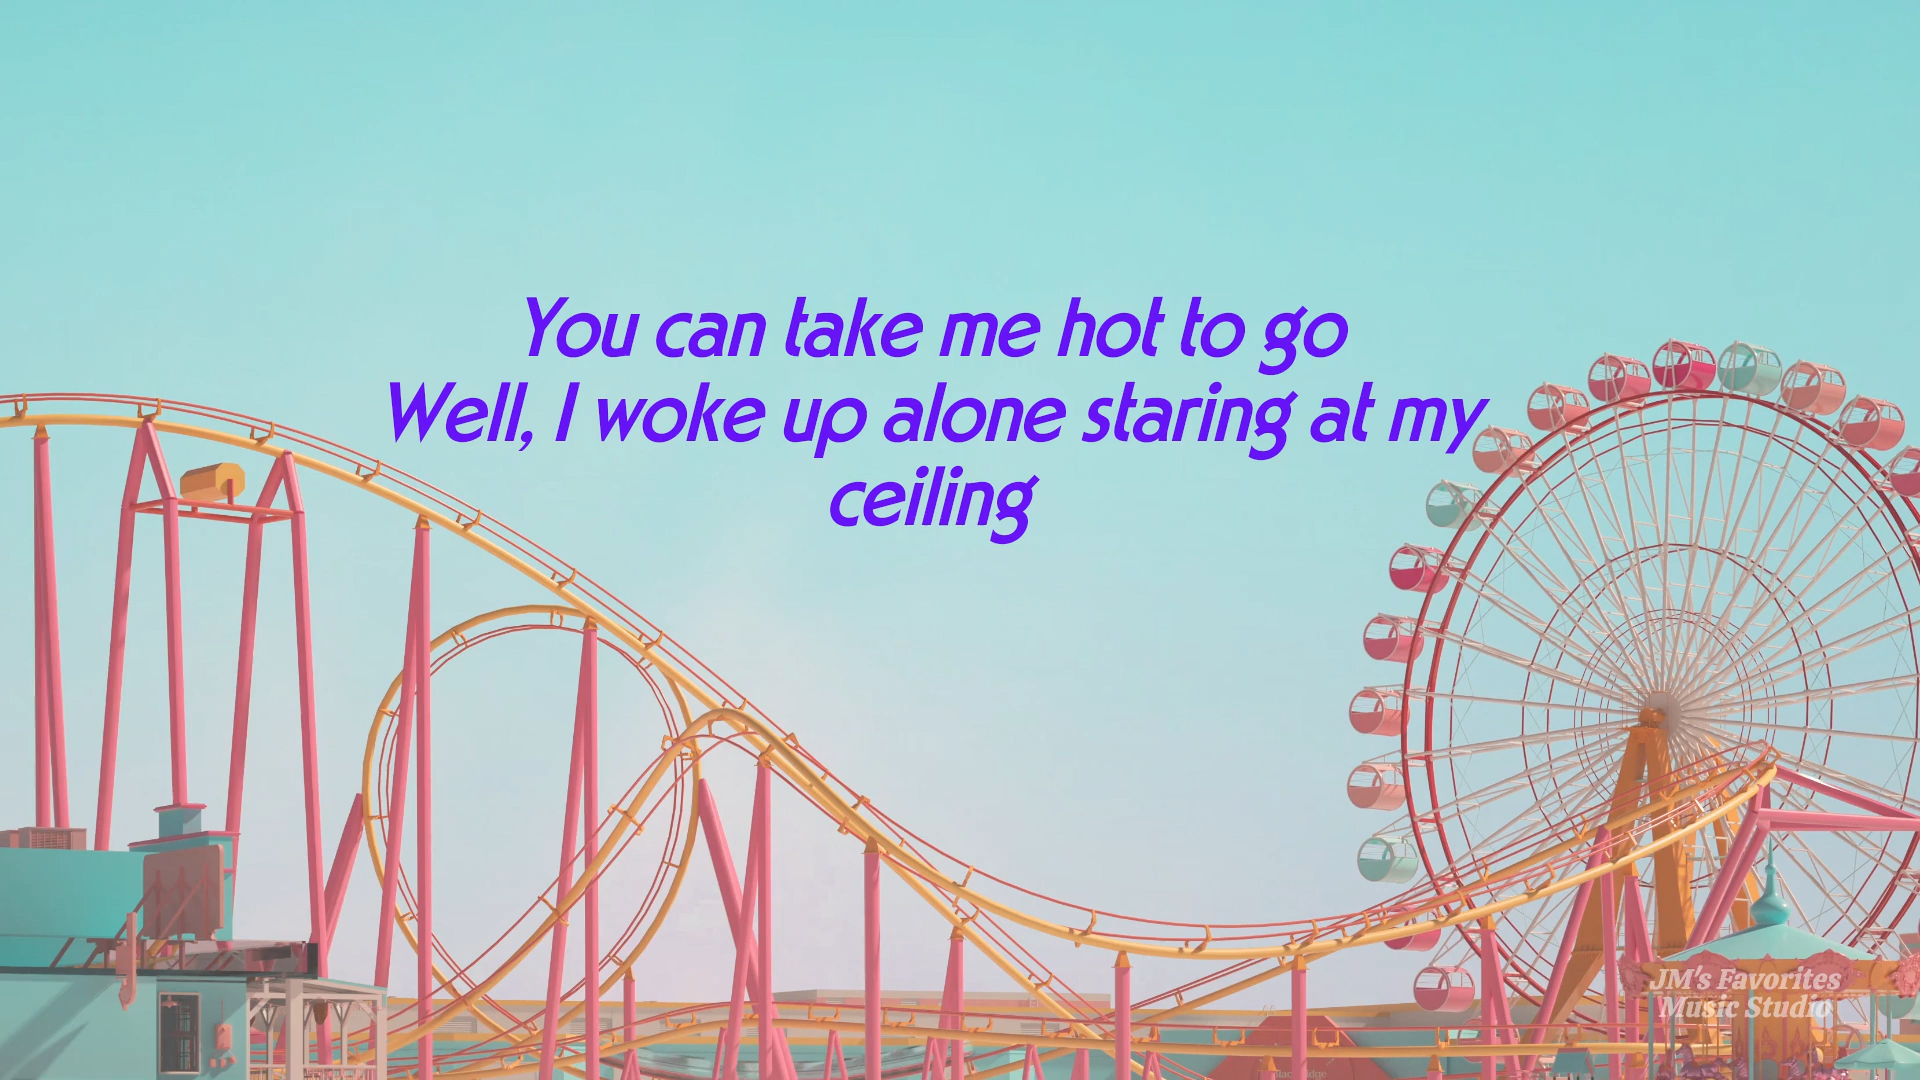 You can take me hot to go
Well, I woke up alone staring at my
ceiling
JM's Favorites
Music Studio